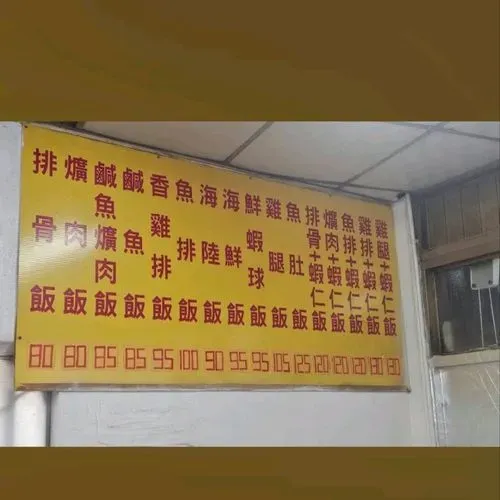 排骨飯 80
爌肉飯 80
鹹魚爌肉飯 85
鹹魚飯 85
香雞排飯 95
魚排飯 100
海陸飯 90
海鮮飯 95
鮮蝦球飯 95
雞腿飯 105
魚肚飯 125
排骨+蝦仁飯 120
爌肉+蝦仁飯 120
魚排+蝦仁飯 120
雞排+蝦仁飯 130
雞腿+蝦仁飯 130